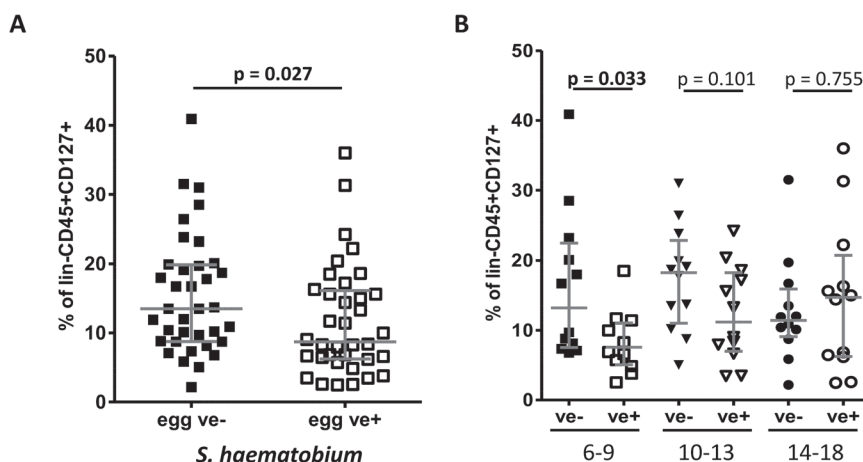 A
50
40
30
20
10
0
% of lin-CD45+CD127+
p = 0.027
egg ve-
egg ve+
S. haematobium
B
50
40
30
20
10
0
% of lin-CD45+CD127+
p = 0.033
p = 0.101
p = 0.755
ve- ve+ ve- ve+ ve- ve+
6-9 10-13 14-18